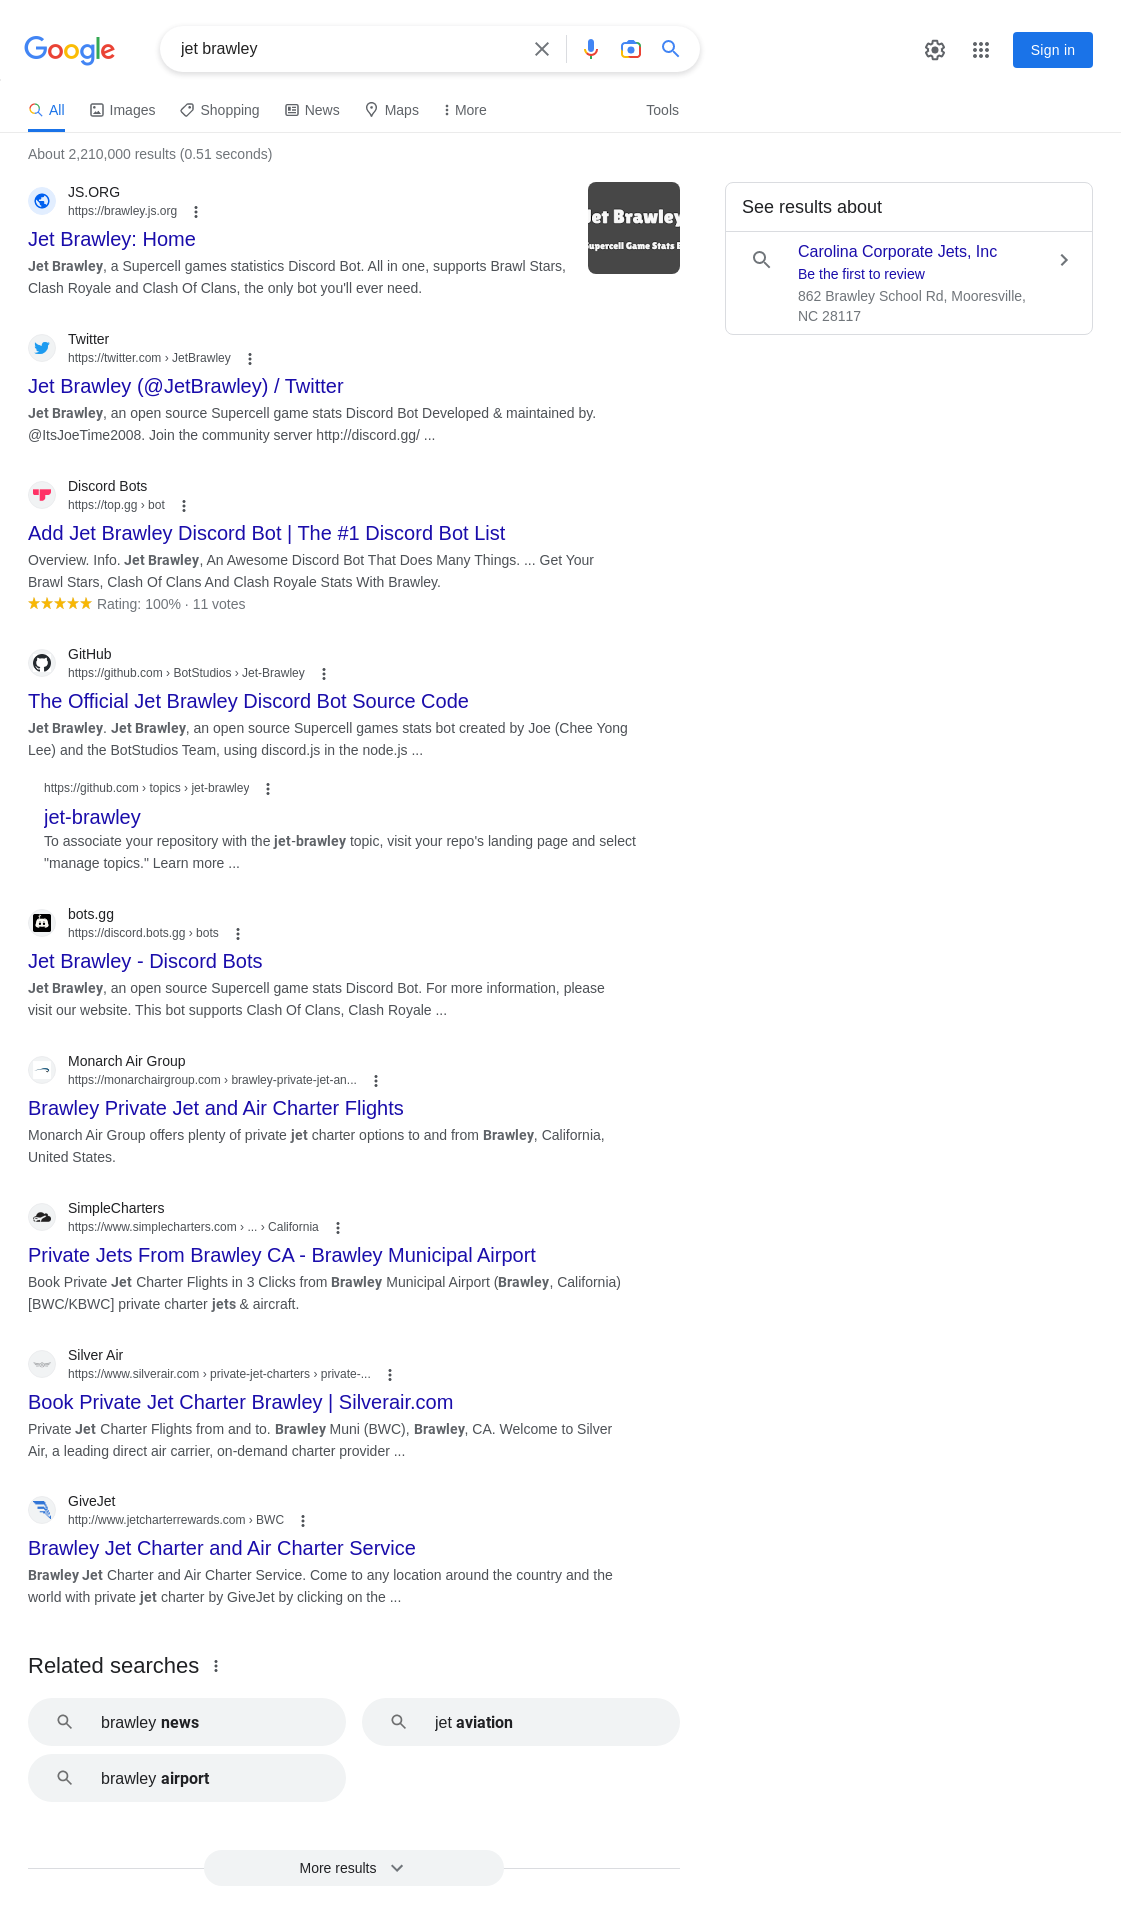 Google
jet brawley
Sign in
All
Images
Shopping
News
Maps
More
Tools
About 2,210,000 results (0.51 seconds)
JS.ORG
https://brawley.js.org
Jet Brawley: Home
Jet Brawley, a Supercell games statistics Discord Bot. All in one, supports Brawl Stars,
Clash Royale and Clash Of Clans, the only bot you'll ever need.
Jet Brawley
Supercell Game Stats
See results about
Carolina Corporate Jets, Inc
Be the first to review
862 Brawley School Rd, Mooresville,
NC 28117
Twitter
https://twitter.com › JetBrawley
Jet Brawley (@JetBrawley) / Twitter
Jet Brawley, an open source Supercell game stats Discord Bot Developed & maintained by.
@ItsJoeTime2008. Join the community server http://discord.gg/ ...
Discord Bots
https://top.gg › bot
Add Jet Brawley Discord Bot | The #1 Discord Bot List
Overview. Info. Jet Brawley, An Awesome Discord Bot That Does Many Things. ... Get Your
Brawl Stars, Clash Of Clans And Clash Royale Stats With Brawley.
Rating: 100% · 11 votes
GitHub
https://github.com › BotStudios › Jet-Brawley
The Official Jet Brawley Discord Bot Source Code
Jet Brawley. Jet Brawley, an open source Supercell games stats bot created by Joe (Chee Yong
Lee) and the BotStudios Team, using discord.js in the node.js ...
https://github.com › topics › jet-brawley
jet-brawley
To associate your repository with the jet-brawley topic, visit your repo's landing page and select
"manage topics." Learn more ...
bots.gg
https://discord.bots.gg › bots
Jet Brawley - Discord Bots
Jet Brawley, an open source Supercell game stats Discord Bot. For more information, please
visit our website. This bot supports Clash Of Clans, Clash Royale ...
Monarch Air Group
https://monarchairgroup.com › brawley-private-jet-an...
Brawley Private Jet and Air Charter Flights
Monarch Air Group offers plenty of private jet charter options to and from Brawley, California,
United States.
SimpleCharters
https://www.simplecharters.com › ... › California
Private Jets From Brawley CA - Brawley Municipal Airport
Book Private Jet Charter Flights in 3 Clicks from Brawley Municipal Airport (Brawley, California)
[BWC/KBWC] private charter jets & aircraft.
Silver Air
https://www.silverair.com › private-jet-charters › private-...
Book Private Jet Charter Brawley | Silverair.com
Private Jet Charter Flights from and to. Brawley Muni (BWC), Brawley, CA. Welcome to Silver
Air, a leading direct air carrier, on-demand charter provider ...
GiveJet
http://www.jetcharterrewards.com › BWC
Brawley Jet Charter and Air Charter Service
Brawley Jet Charter and Air Charter Service. Come to any location around the country and the
world with private jet charter by GiveJet by clicking on the ...
Related searches
brawley news
jet aviation
brawley airport
More results